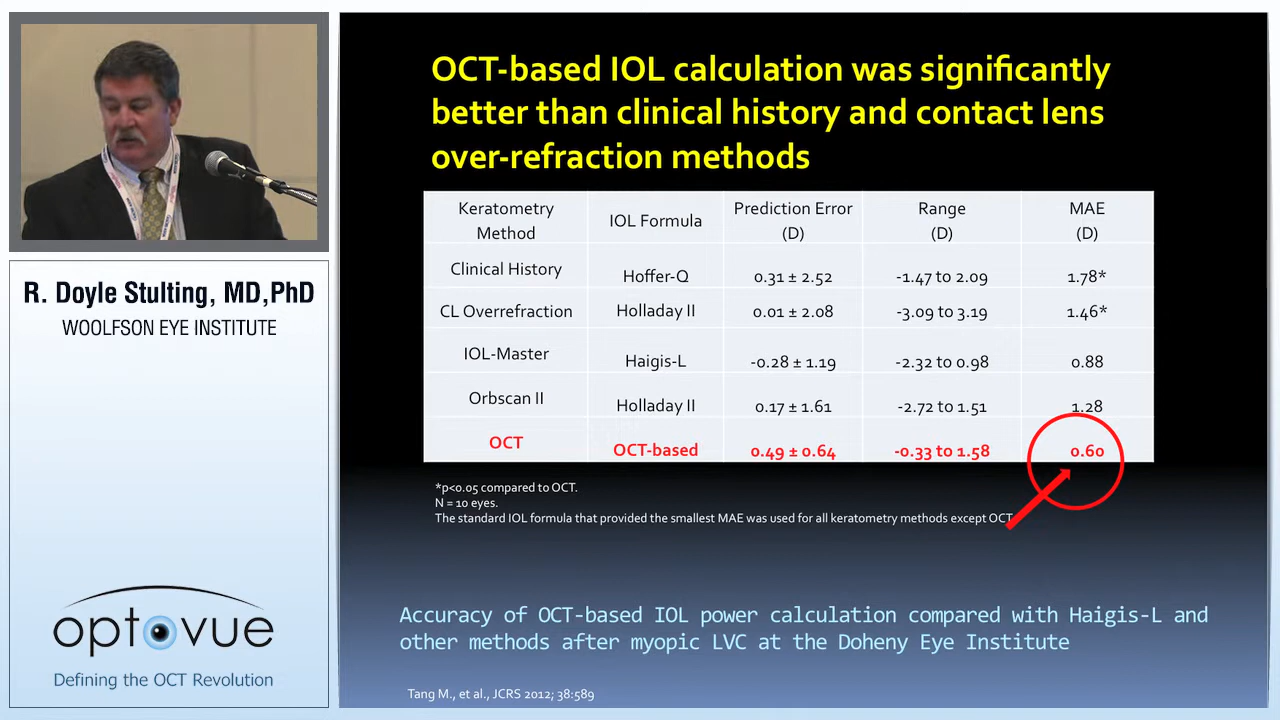 OCT-based IOL calculation was significantly
better than clinical history and contact lens
over-refraction methods
Keratometry Method IOL Formula Prediction Error (D) Range (D) MAE (D)
Clinical History Hoffer-Q 0.31 ± 2.52 -1.47 to 2.09 1.78*
CL Overrefraction Holladay II 0.01 ± 2.08 -3.09 to 3.19 1.46*
IOL-Master Haigis-L -0.28 ± 1.19 -2.32 to 0.98 0.88
Orbscan II Holladay II 0.17 ± 1.61 -2.72 to 1.51 1.28
OCT OCT-based 0.49 ± 0.64 -0.33 to 1.58 0.60
*p<0.05 compared to OCT.
N = 10 eyes.
The standard IOL formula that provided the smallest MAE was used for all keratometry methods except OCT
Accuracy of OCT-based IOL power calculation compared with Haigis-L and
other methods after myopic LVC at the Doheny Eye Institute
Tang M., et al., JCRS 2012; 38:589
R. Doyle Stulting, MD,PhD
WOOLFSON EYE INSTITUTE
optovue
Defining the OCT Revolution